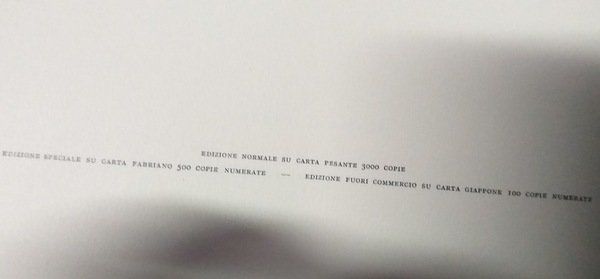 EDIZIONE NORMALE SU CARTA PESANTE 3000 COPIE
EDIZIONE SPECIALE SU CARTA FABRIANO 500 COPIE NUMERATE — EDIZIONE FUORI COMMERCIO SU CARTA GIAPPONE 100 COPIE NUMERATE